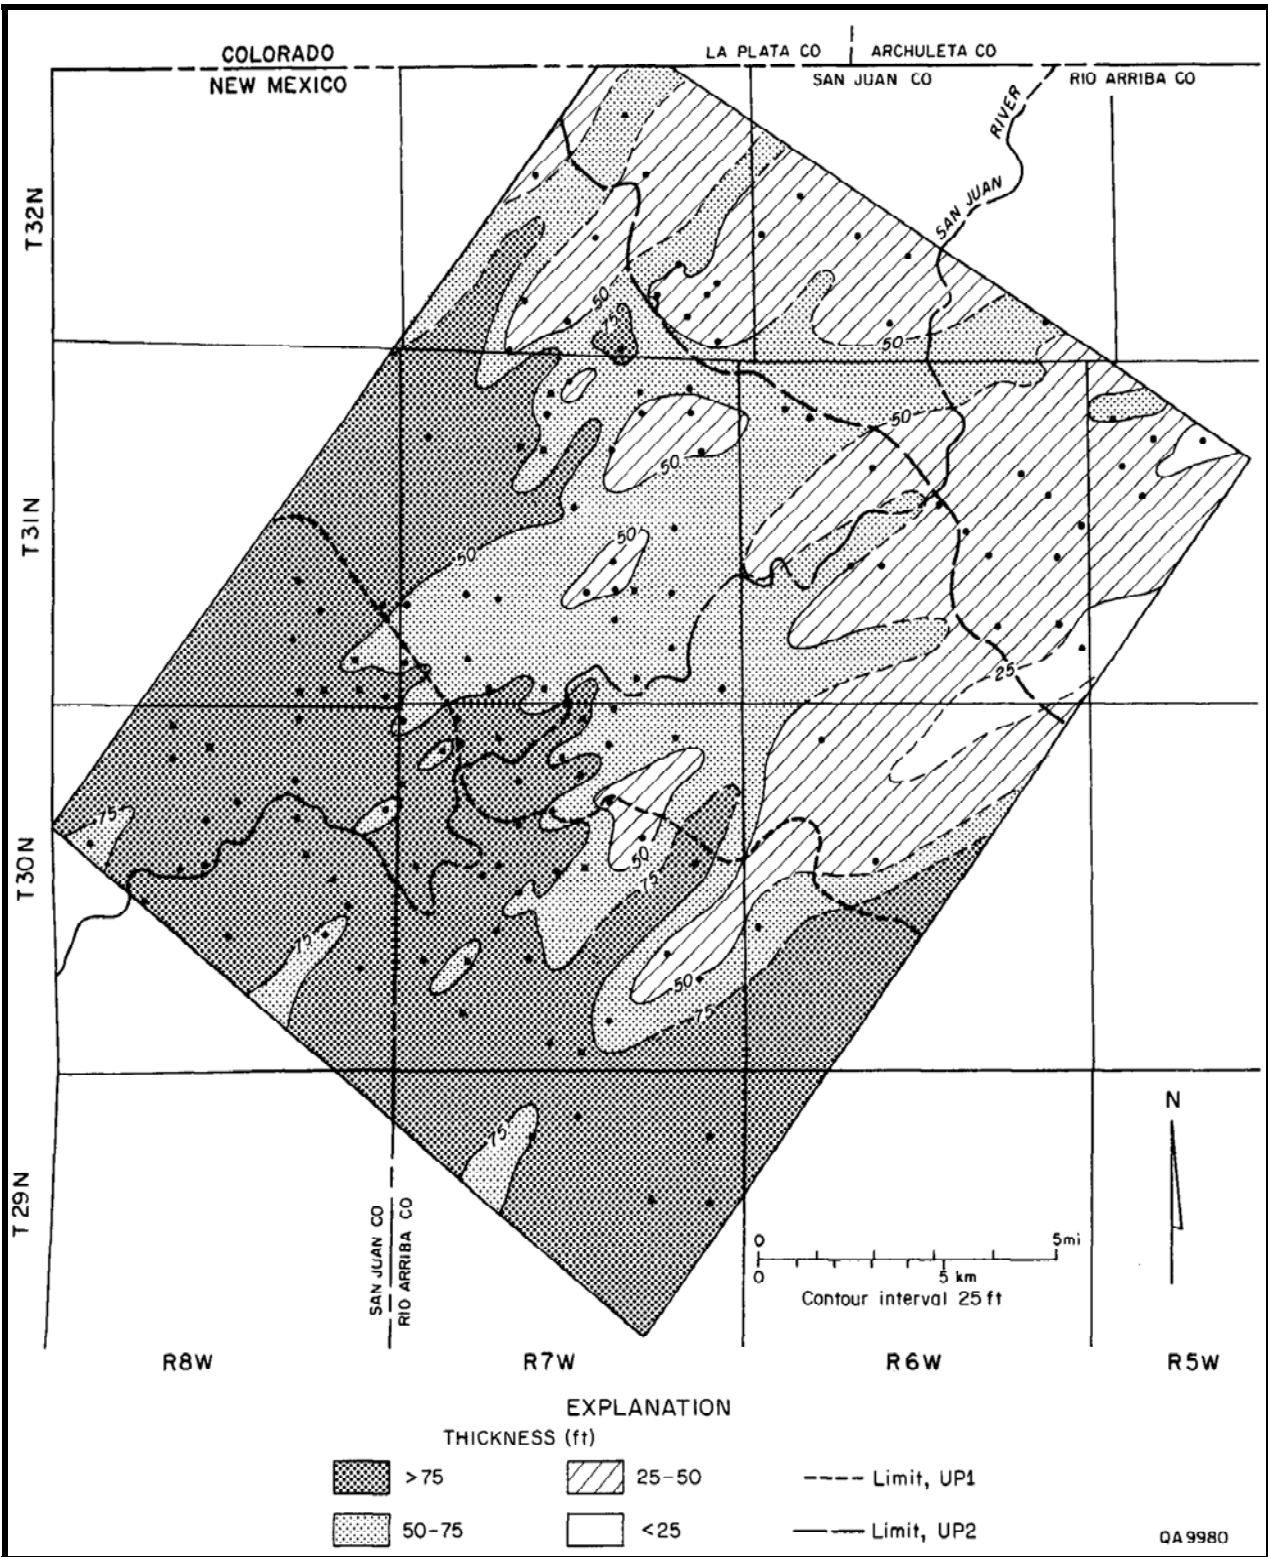 COLORADO
NEW MEXICO
LA PLATA CO
ARCHULETA CO
SAN JUAN CO
RIO ARRIBA CO
SAN JUAN
RIVER
T32N
50
75
50
50
50
T31N
50
50
25
75
T30N
50
75
75
50
75
75
T29N
SAN JUAN CO
RIO ARRIBA CO
N
0 5mi
0 5 km
Contour interval 25 ft
R8W R7W R6W R5W
EXPLANATION
THICKNESS (ft)
>75 25-50 Limit, UP1
50-75 <25 Limit, UP2
QA9980